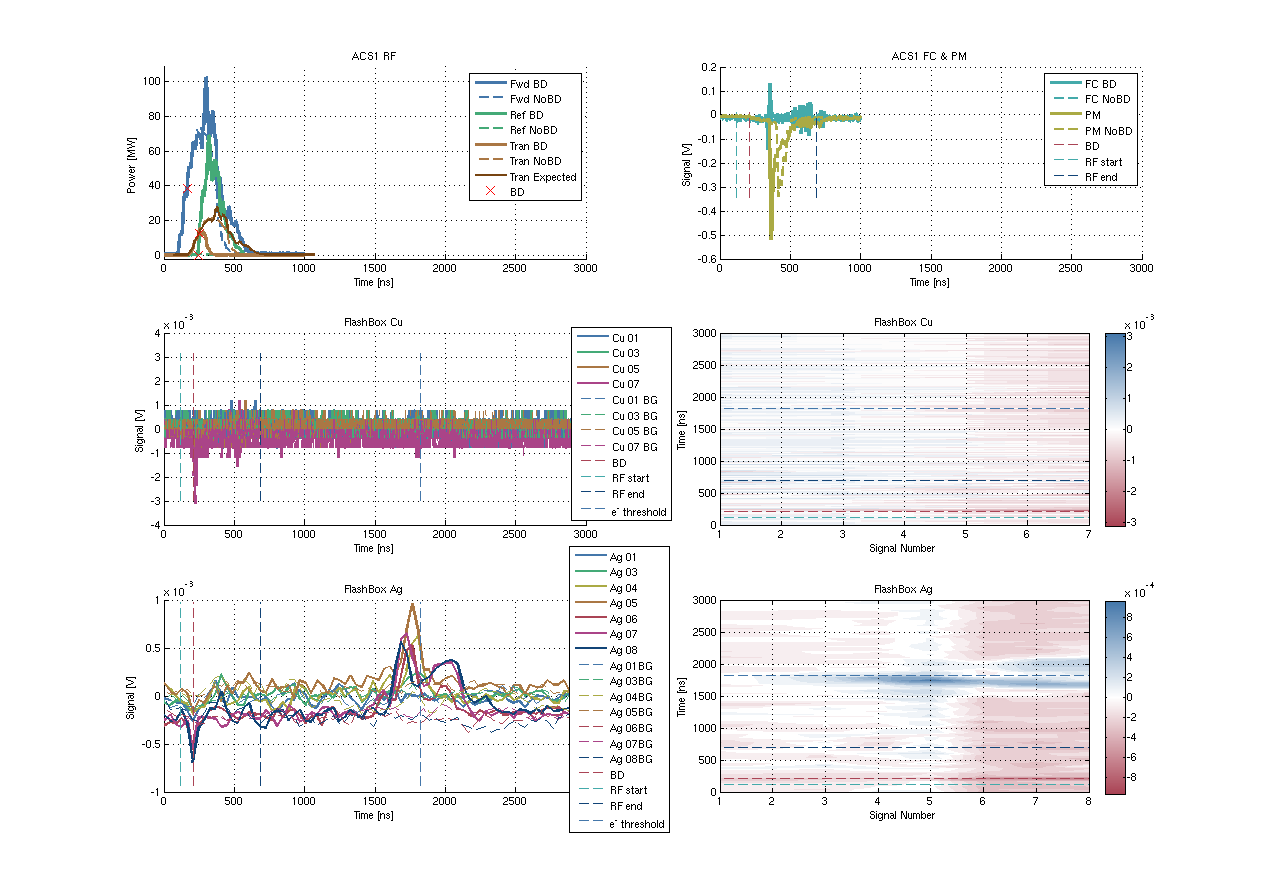 ACS1 RF
Power [MW]
100
80
60
40
20
0
0 500 1000 1500 2000 2500 3000
Time [ns]
Fwd BD
Fwd NoBD
Ref BD
Ref NoBD
Tran BD
Tran NoBD
Tran Expected
BD
ACS1 FC & PM
Signal [V]
0.2
0.1
0
-0.1
-0.2
-0.3
-0.4
-0.5
-0.6
0 500 1000 1500 2000 2500 3000
Time [ns]
FC BD
FC NoBD
PM
PM NoBD
BD
RF start
RF end
FlashBox Cu
x 10^-3
Signal [V]
4
3
2
1
0
-1
-2
-3
-4
0 500 1000 1500 2000 2500 3000
Time [ns]
Cu 01
Cu 03
Cu 05
Cu 07
Cu 01 BG
Cu 03 BG
Cu 05 BG
Cu 07 BG
BD
RF start
RF end
e^- threshold
FlashBox Cu
Time [ns]
3000
2500
2000
1500
1000
500
0
1 2 3 4 5 6 7
Signal Number
x 10^-3
3
2
1
0
-1
-2
-3
FlashBox Ag
x 10^-3
Signal [V]
1
0.5
0
-0.5
-1
0 500 1000 1500 2000 2500
Time [ns]
Ag 01
Ag 03
Ag 04
Ag 05
Ag 06
Ag 07
Ag 08
Ag 01BG
Ag 03BG
Ag 04BG
Ag 05BG
Ag 06BG
Ag 07BG
Ag 08BG
BD
RF start
RF end
e^- threshold
FlashBox Ag
Time [ns]
3000
2500
2000
1500
1000
500
0
1 2 3 4 5 6 7 8
Signal Number
x 10^-4
8
6
4
2
0
-2
-4
-6
-8